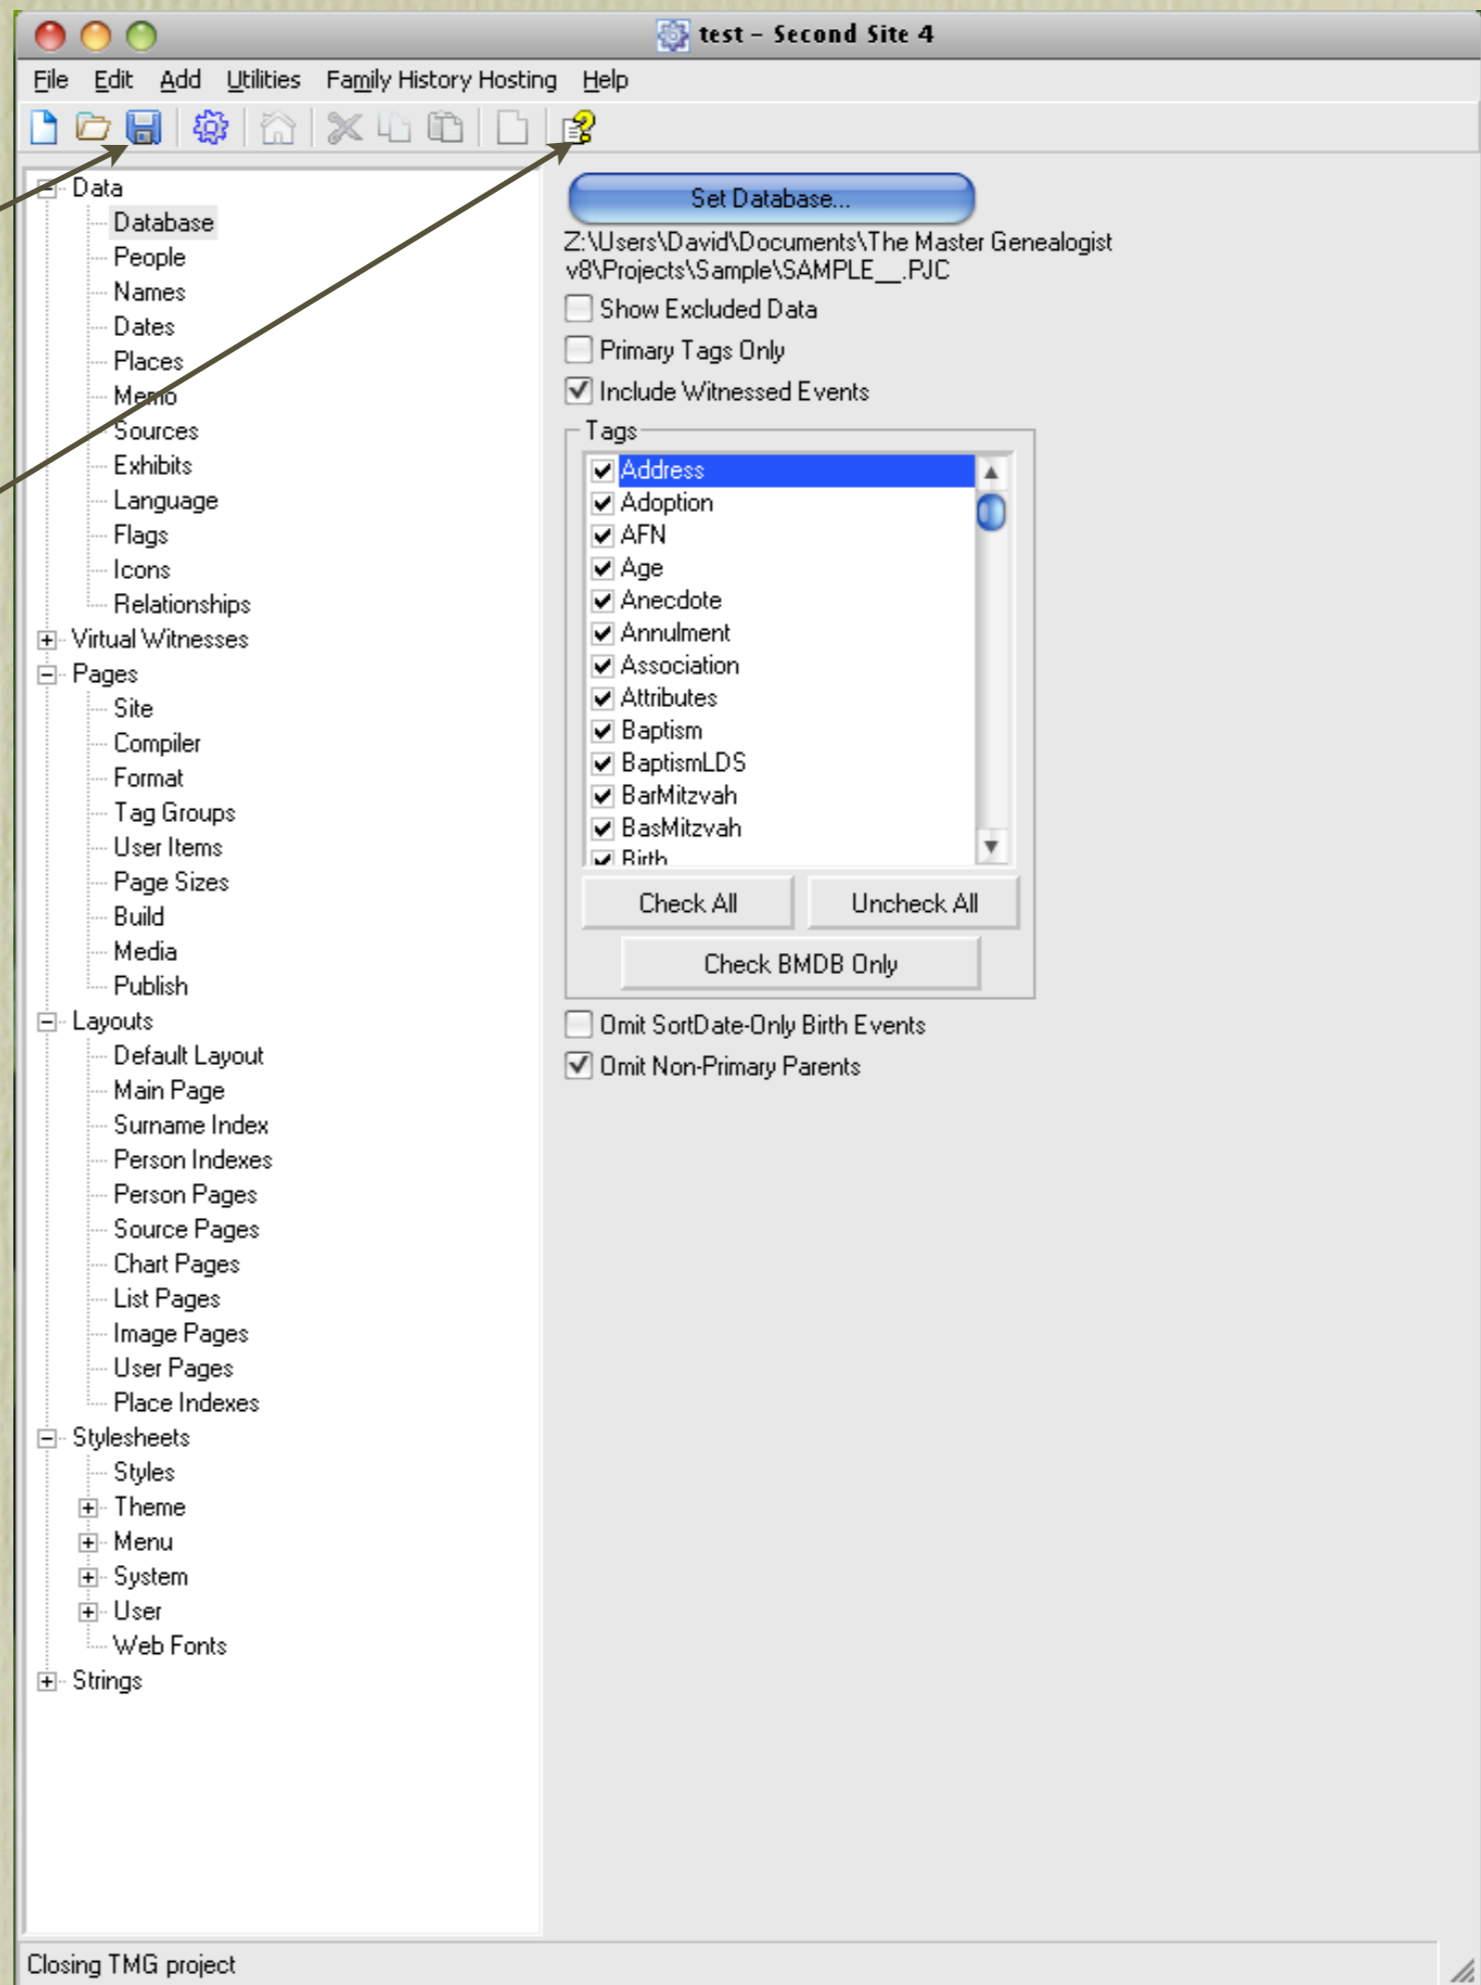 test – Second Site 4
File Edit Add Utilities Family History Hosting Help
Data
Database
People
Names
Dates
Places
Memo
Sources
Exhibits
Language
Flags
Icons
Relationships
Virtual Witnesses
Pages
Site
Compiler
Format
Tag Groups
User Items
Page Sizes
Build
Media
Publish
Layouts
Default Layout
Main Page
Surname Index
Person Indexes
Person Pages
Source Pages
Chart Pages
List Pages
Image Pages
User Pages
Place Indexes
Stylesheets
Styles
Theme
Menu
System
User
Web Fonts
Strings
Set Database...
Z:\Users\David\Documents\The Master Genealogist
v8\Projects\Sample\SAMPLE__.PJC
Show Excluded Data
Primary Tags Only
Include Witnessed Events
Tags
Address
Adoption
AFN
Age
Anecdote
Annulment
Association
Attributes
Baptism
BaptismLDS
BarMitzvah
BasMitzvah
Birth
Check All Uncheck All
Check BMDB Only
Omit SortDate-Only Birth Events
Omit Non-Primary Parents
Closing TMG project